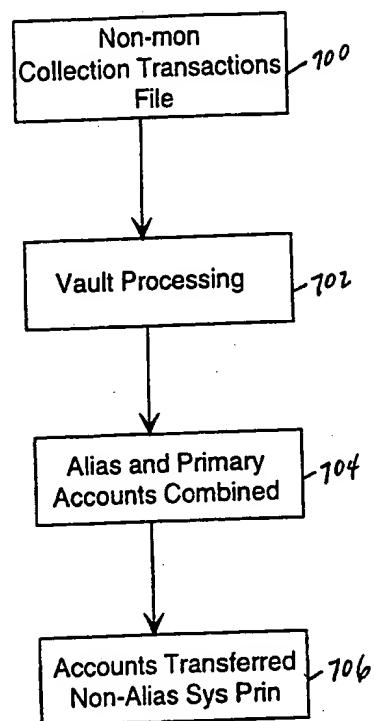 Non-mon
Collection Transactions
File
700
Vault Processing
702
Alias and Primary
Accounts Combined
704
Accounts Transferred
Non-Alias Sys Prin
706